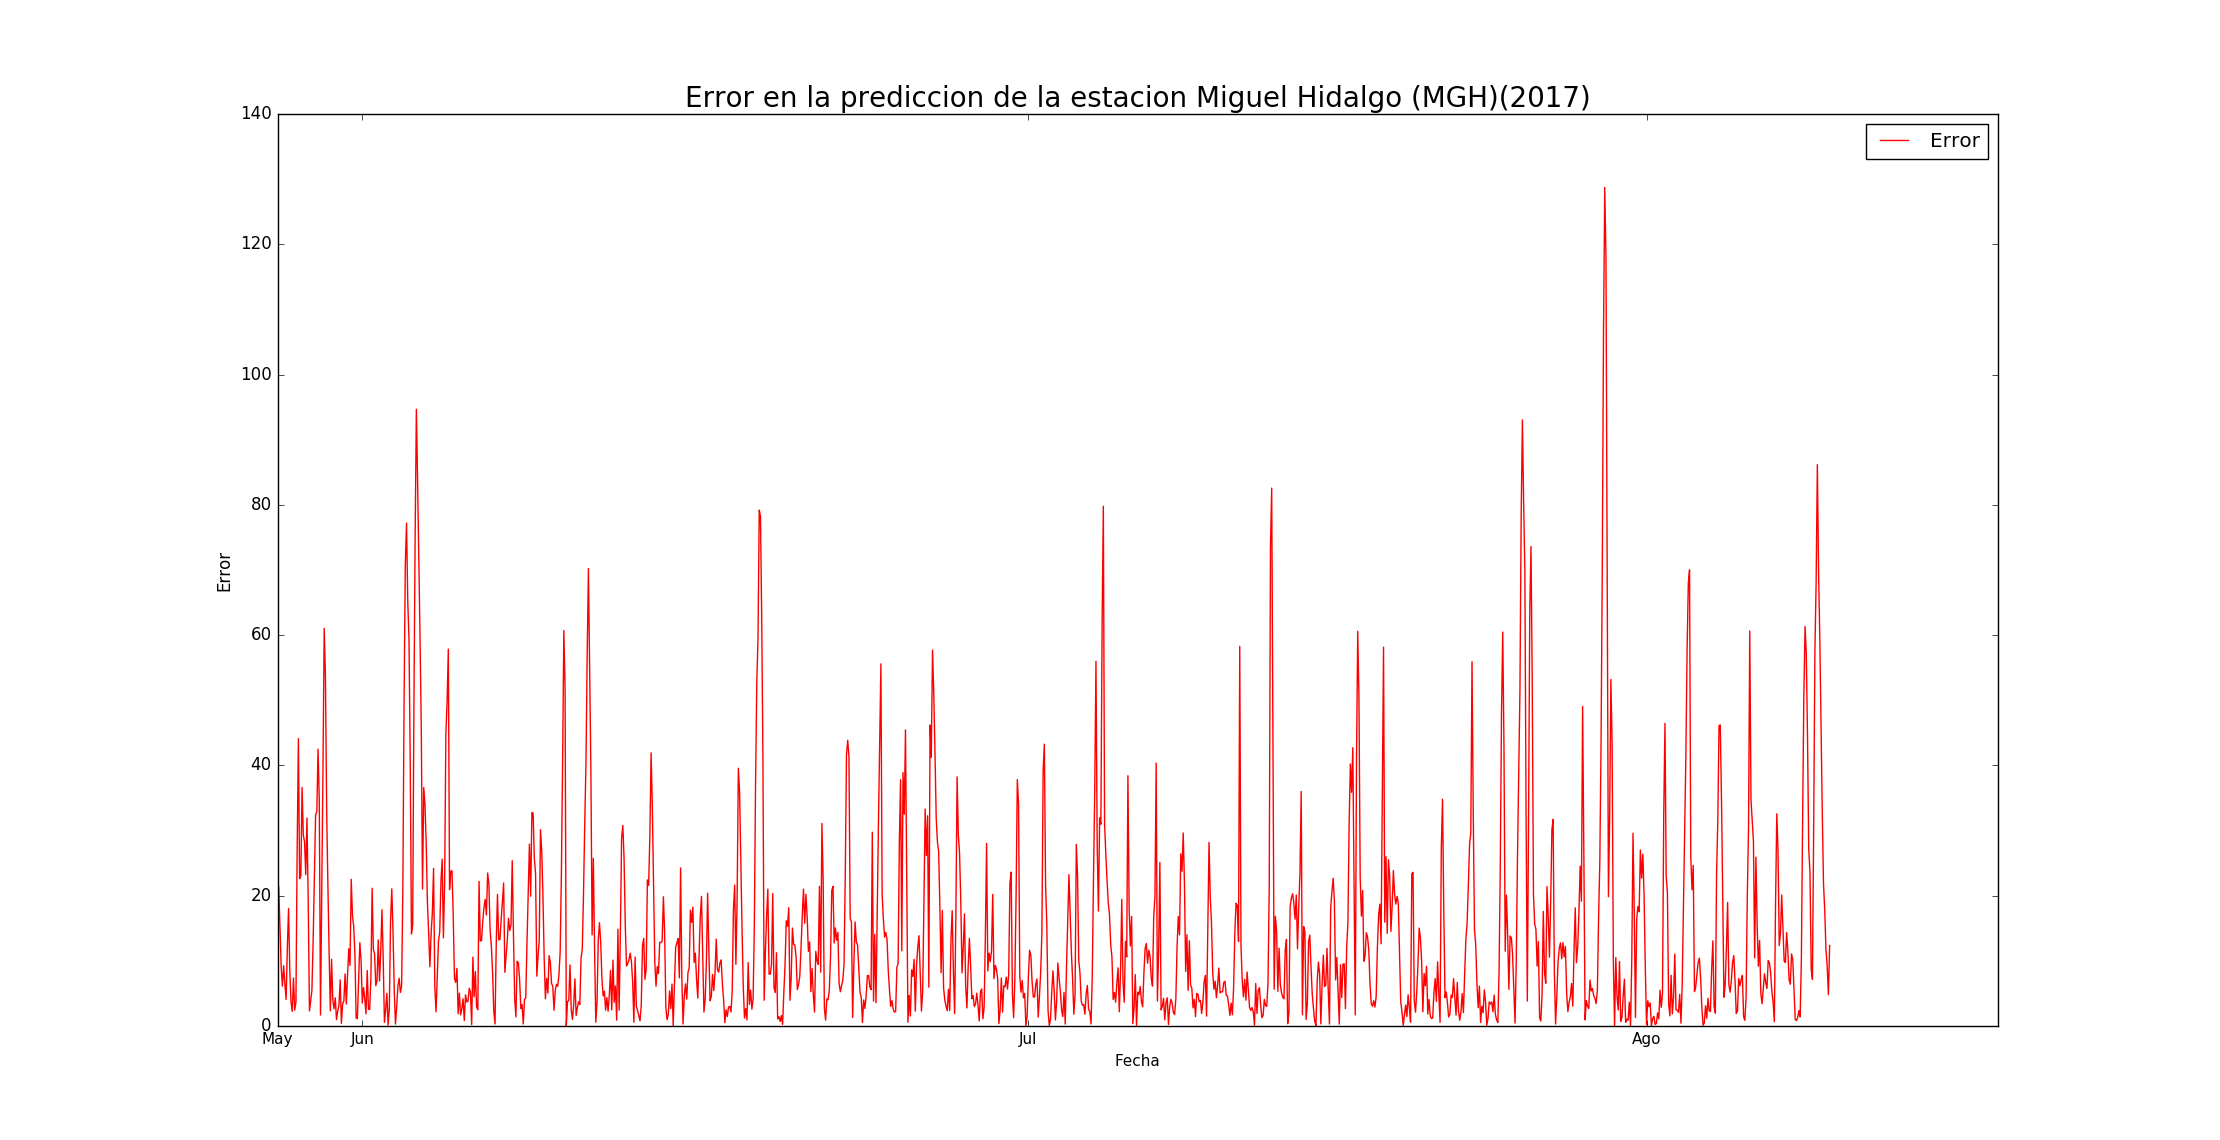 Error en la prediccion de la estacion Miguel Hidalgo (MGH)(2017)
140
120
100
80
60
40
20
0
Error
Error
May Jun Jul Ago
Fecha